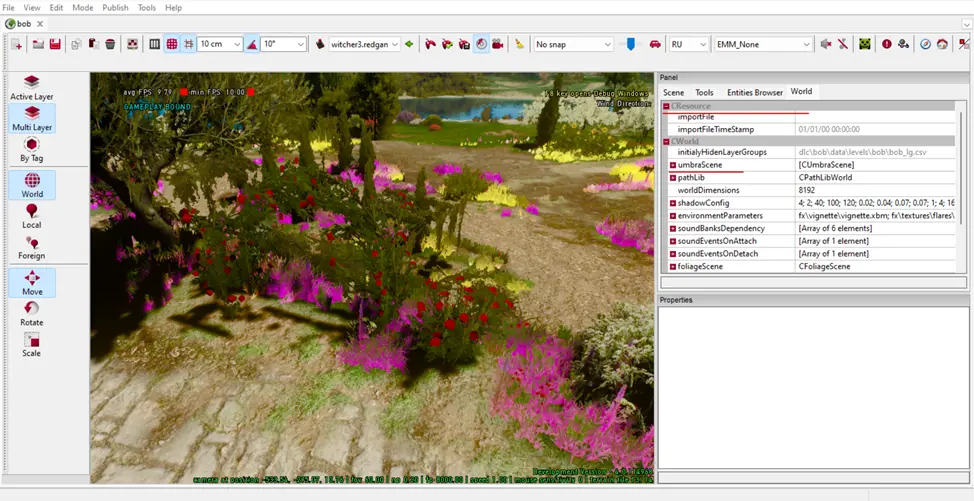 File View Edit Mode Publish Tools Help
bob
10 cm 10° witcher3.redgan No snap RU EMM_None
Active Layer
Multi Layer
By Tag
World
Local
Foreign
Move
Rotate
Scale
avg FPS 9.79 min FPS 10.00
GAMEPLAY BOUND
key opens Debug Windows
Wind Direction
Development Version
camera at position
Panel
Scene Tools Entities Browser World
CResource
importFile
importFileTimeStamp 01/01/00 00:00:00
CWorld
initialyHidenLayerGroups dlc\bob\data\levels\bob\bob_lg.csv
umbraScene [CUmbraScene]
pathLib CPathLibWorld
worldDimensions 8192
shadowConfig 4; 2; 40; 100; 120; 0.02; 0.04; 0.07; 0.07; 1; 4; 16
environmentParameters fx\vignette\vignette.xbm; fx\textures\flares\
soundBanksDependency [Array of 6 elements]
soundEventsOnAttach [Array of 1 element]
soundEventsOnDetach [Array of 1 element]
foliageScene CFoliageScene
Properties